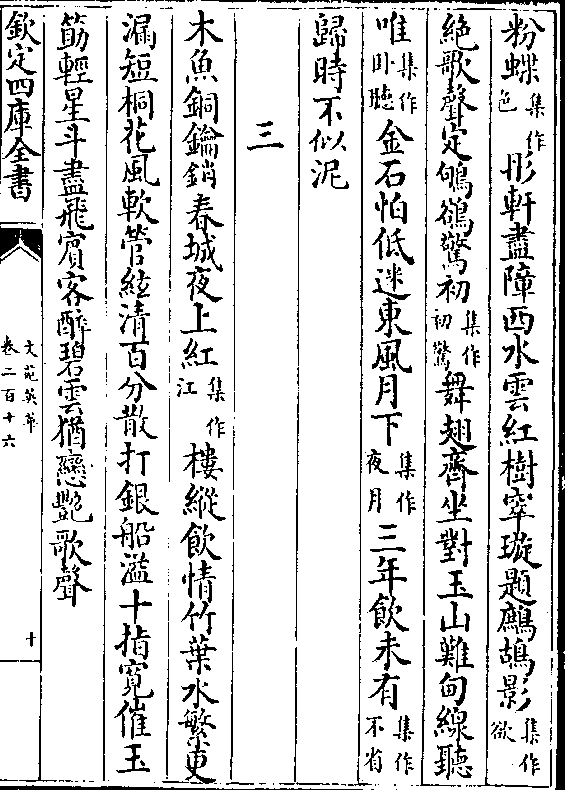 粉蝶集作色彤軒盡障西水雲紅樹窣璇題鷓鴣影集作欲
絶歌聲定鴝鵒驚初集作初驚舞翅齊坐對玉山難甸線聽
唯集作卧聽金石怕低迷東風月下集作夜月三年飲未有集作不省
歸時不似泥
三
木魚銅鑰銷春城夜上紅集作江樓縱飲情竹葉水繁更
漏短桐花風軟管絃清百分散打銀船溢十指寛催玉
筯輕星斗盡飛賓客醉碧雲猶戀艷歌聲
欽定四庫全書
文苑英華
卷二百十六
十